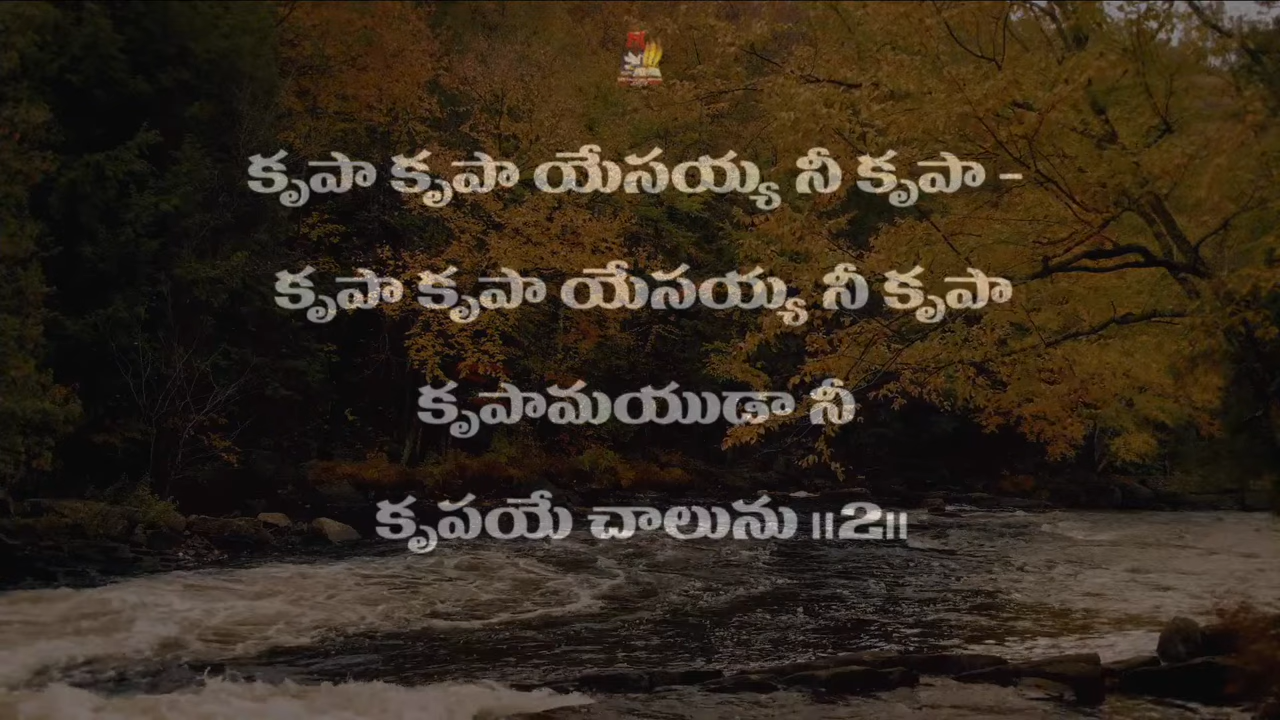 కృపా కృపా యేసయ్య నీ కృపా -
కృపా కృపా యేసయ్య నీ కృపా
కృపామయుడా నీ
కృపయే చాలును ॥2॥